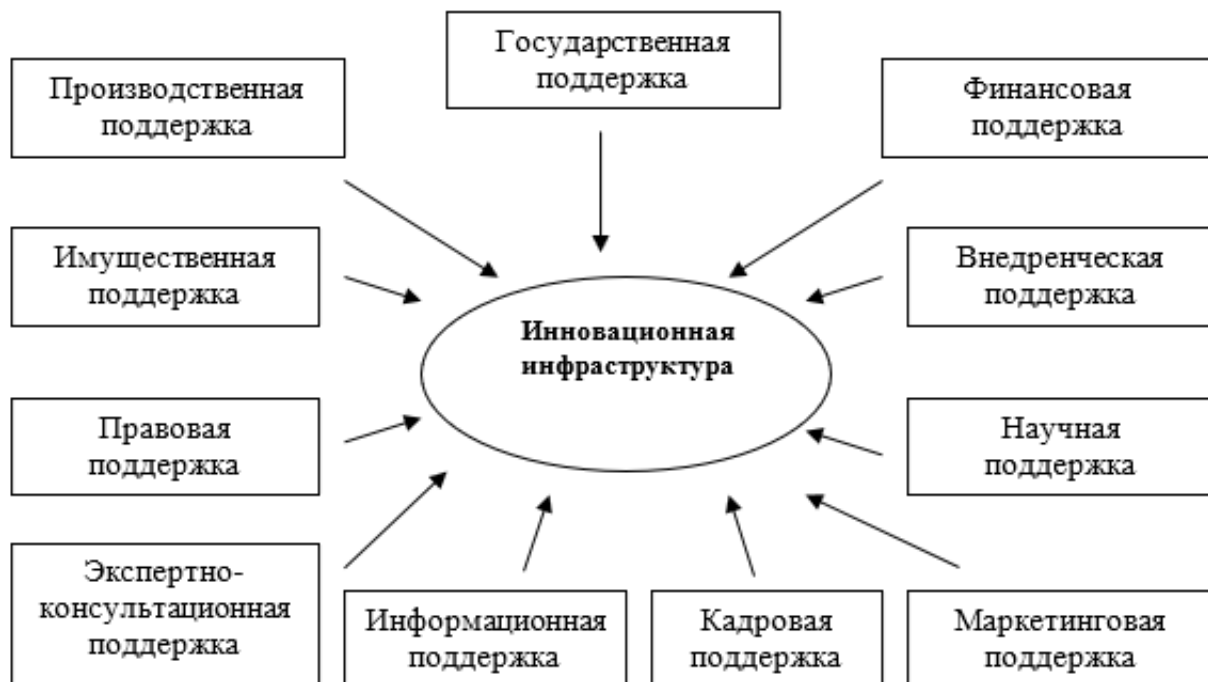 Государственная
поддержка
Производственная
поддержка
Финансовая
поддержка
Имущественная
поддержка
Внедренческая
поддержка
Инновационная
инфраструктура
Правовая
поддержка
Научная
поддержка
Экспертно-
консультационная
поддержка
Информационная
поддержка
Кадровая
поддержка
Маркетинговая
поддержка